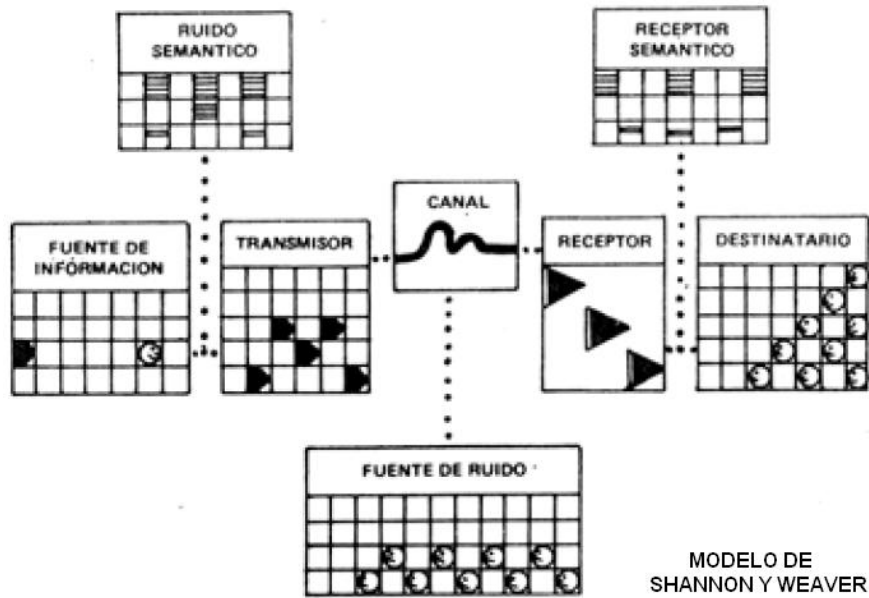 RUIDO
SEMANTICO
RECEPTOR
SEMANTICO
CANAL
FUENTE DE
INFÓRMACION
TRANSMISOR
RECEPTOR
DESTINATARIO
FUENTE DE RUIDO
MODELO DE
SHANNON Y WEAVER